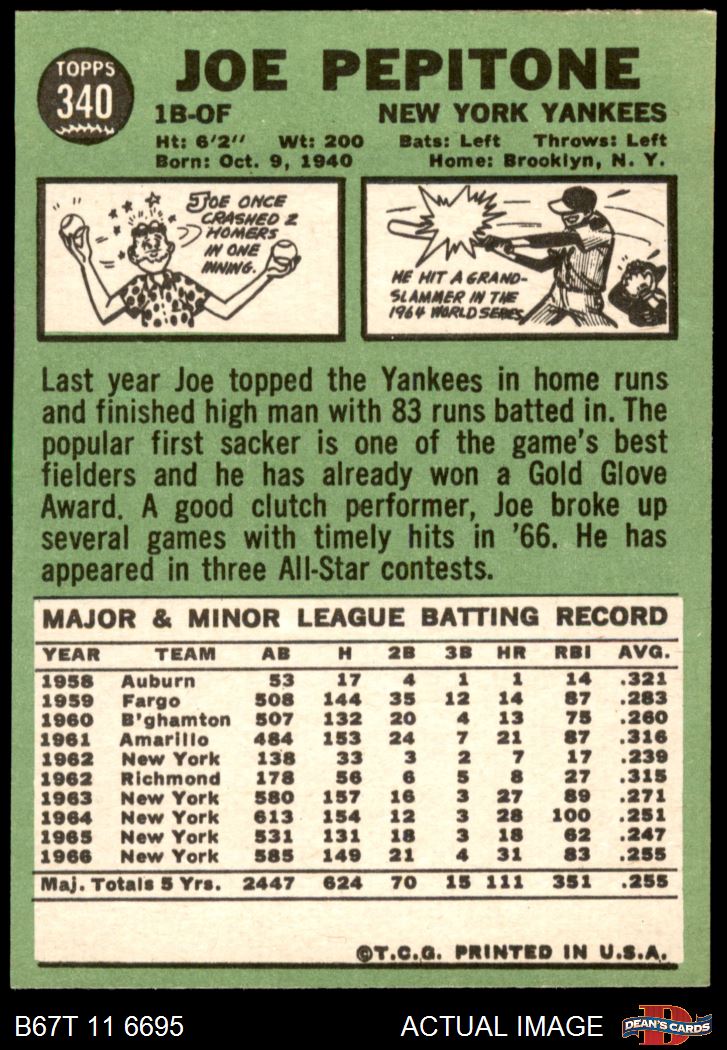 TOPPS
340
JOE PEPITONE
1B-OF NEW YORK YANKEES
Ht: 6'2" Wt: 200 Bats: Left Throws: Left
Born: Oct. 9, 1940 Home: Brooklyn, N. Y.
JOE ONCE
CRASHED 2
HOMERS
IN ONE
INNING.
HE HIT A GRAND-
SLAMMER IN THE
1964 WORLD SERIES
Last year Joe topped the Yankees in home runs
and finished high man with 83 runs batted in. The
popular first sacker is one of the game's best
fielders and he has already won a Gold Glove
Award. A good clutch performer, Joe broke up
several games with timely hits in '66. He has
appeared in three All-Star contests.
MAJOR & MINOR LEAGUE BATTING RECORD
YEAR TEAM AB H 2B 3B HR RBI AVG.
1958 Auburn 53 17 4 1 1 14 .321
1959 Fargo 508 144 35 12 14 87 .283
1960 B'ghamton 507 132 20 4 13 75 .260
1961 Amarillo 484 153 24 7 21 87 .316
1962 New York 138 33 3 2 7 17 .239
1962 Richmond 178 56 6 5 8 27 .315
1963 New York 580 157 16 3 27 89 .271
1964 New York 613 154 12 3 28 100 .251
1965 New York 531 131 18 3 18 62 .247
1966 New York 585 149 21 4 31 83 .255
Maj. Totals 5 Yrs. 2447 624 70 15 111 351 .255
©T.C.G. PRINTED IN U.S.A.
B67T 11 6695 ACTUAL IMAGE
D
DEAN'S CARDS